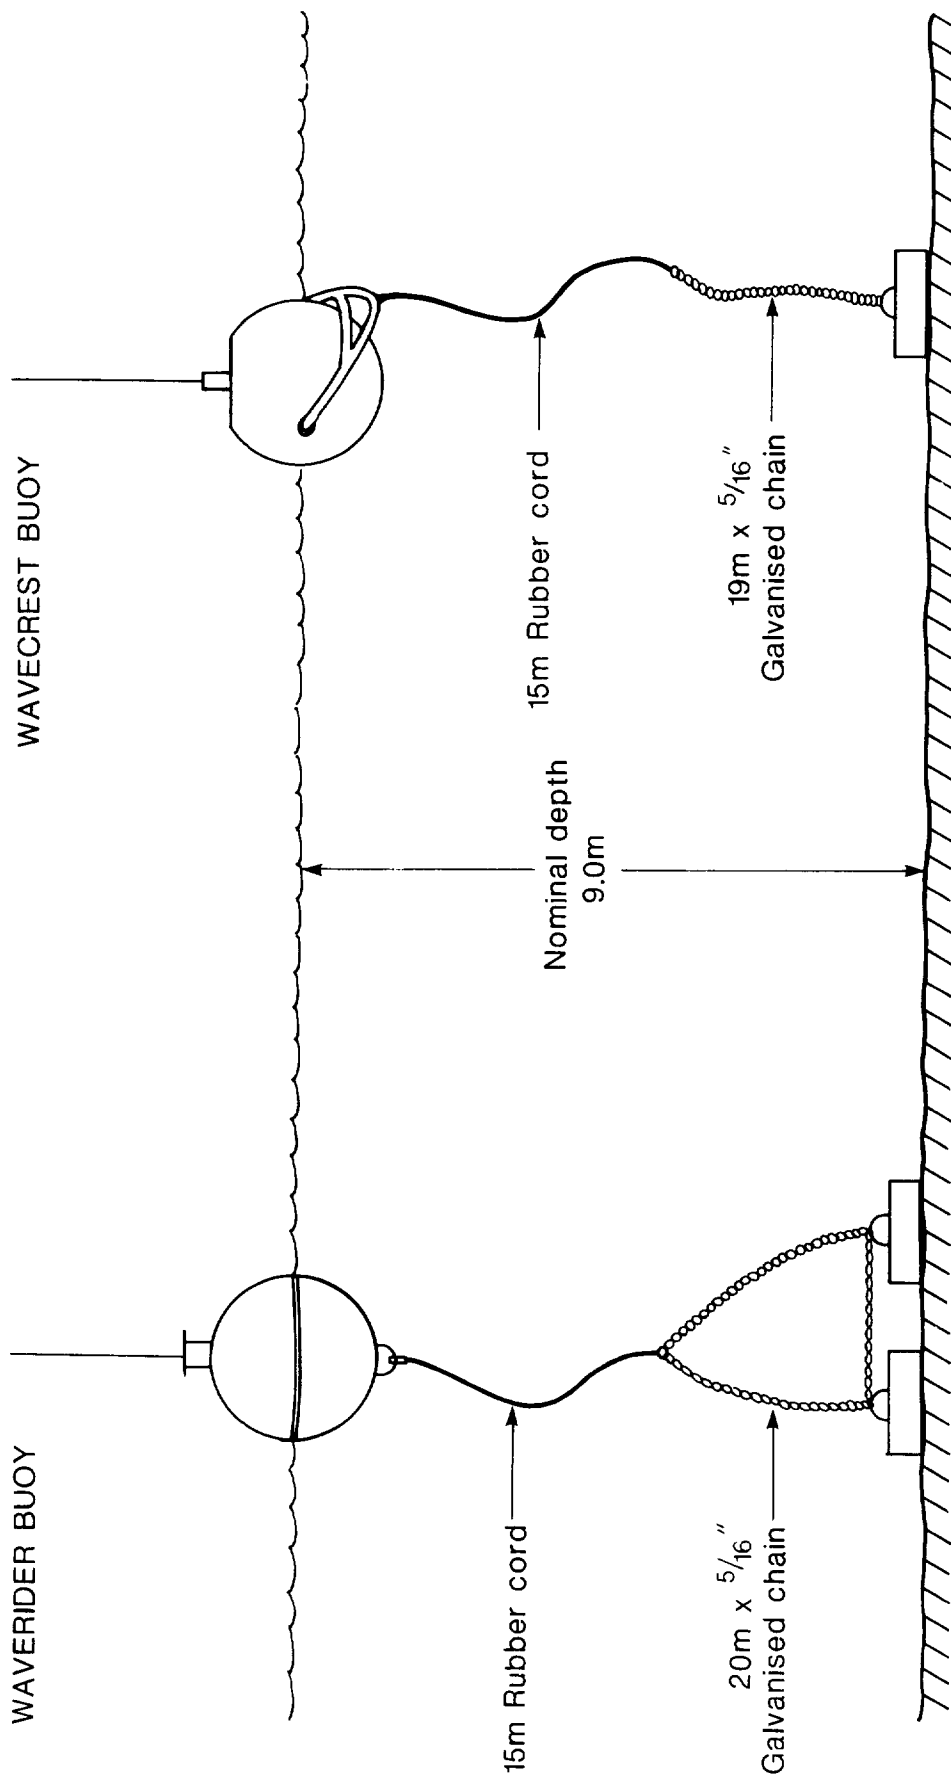 WAVERIDER BUOY
WAVECREST BUOY
15m Rubber cord
20m x 5/16"
Galvanised chain
Nominal depth
9.0m
15m Rubber cord
19m x 5/16"
Galvanised chain